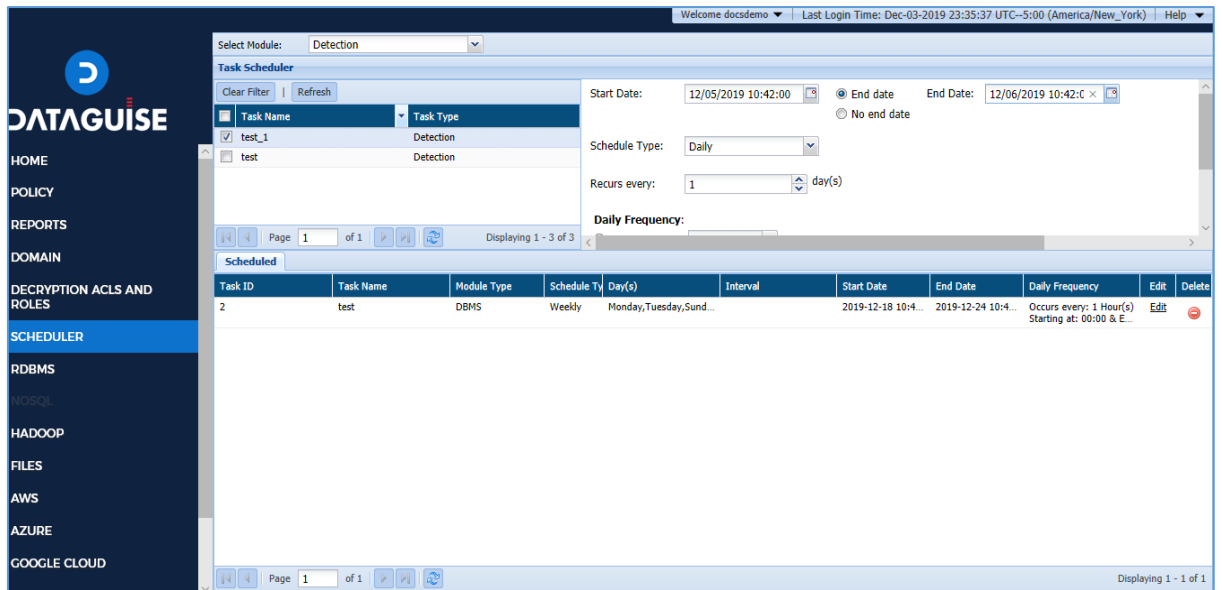 Welcome docsdemo Last Login Time: Dec-03-2019 23:35:37 UTC--5:00 (America/New_York) Help
DATAGUISE
HOME
POLICY
REPORTS
DOMAIN
DECRYPTION ACLS AND
ROLES
SCHEDULER
RDBMS
NOSQL
HADOOP
FILES
AWS
AZURE
GOOGLE CLOUD
Select Module: Detection
Task Scheduler
Clear Filter | Refresh
Task Name Task Type
test_1 Detection
test Detection
Page 1 of 1 Displaying 1 - 3 of 3
Start Date: 12/05/2019 10:42:00 End date End Date: 12/06/2019 10:42:0
No end date
Schedule Type: Daily
Recurs every: 1 day(s)
Daily Frequency:
Scheduled
Task ID Task Name Module Type Schedule Ty Day(s) Interval Start Date End Date Daily Frequency Edit Delete
2 test DBMS Weekly Monday,Tuesday,Sund... 2019-12-18 10:4... 2019-12-24 10:4... Occurs every: 1 Hour(s) Edit
Starting at: 00:00 & E...
Page 1 of 1 Displaying 1 - 1 of 1